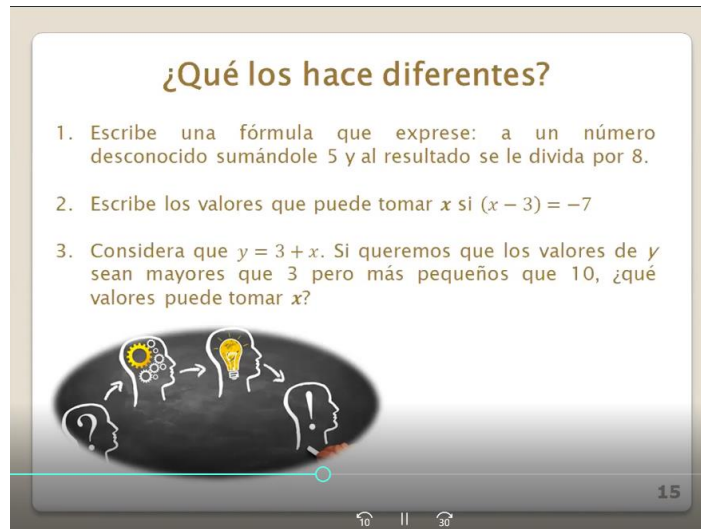 ¿Qué los hace diferentes?
1. Escribe una fórmula que exprese: a un número
desconocido sumándole 5 y al resultado se le divida por 8.
2. Escribe los valores que puede tomar x si (x − 3) = −7
3. Considera que y = 3 + x. Si queremos que los valores de y
sean mayores que 3 pero más pequeños que 10, ¿qué
valores puede tomar x?
?
!
15
10
30